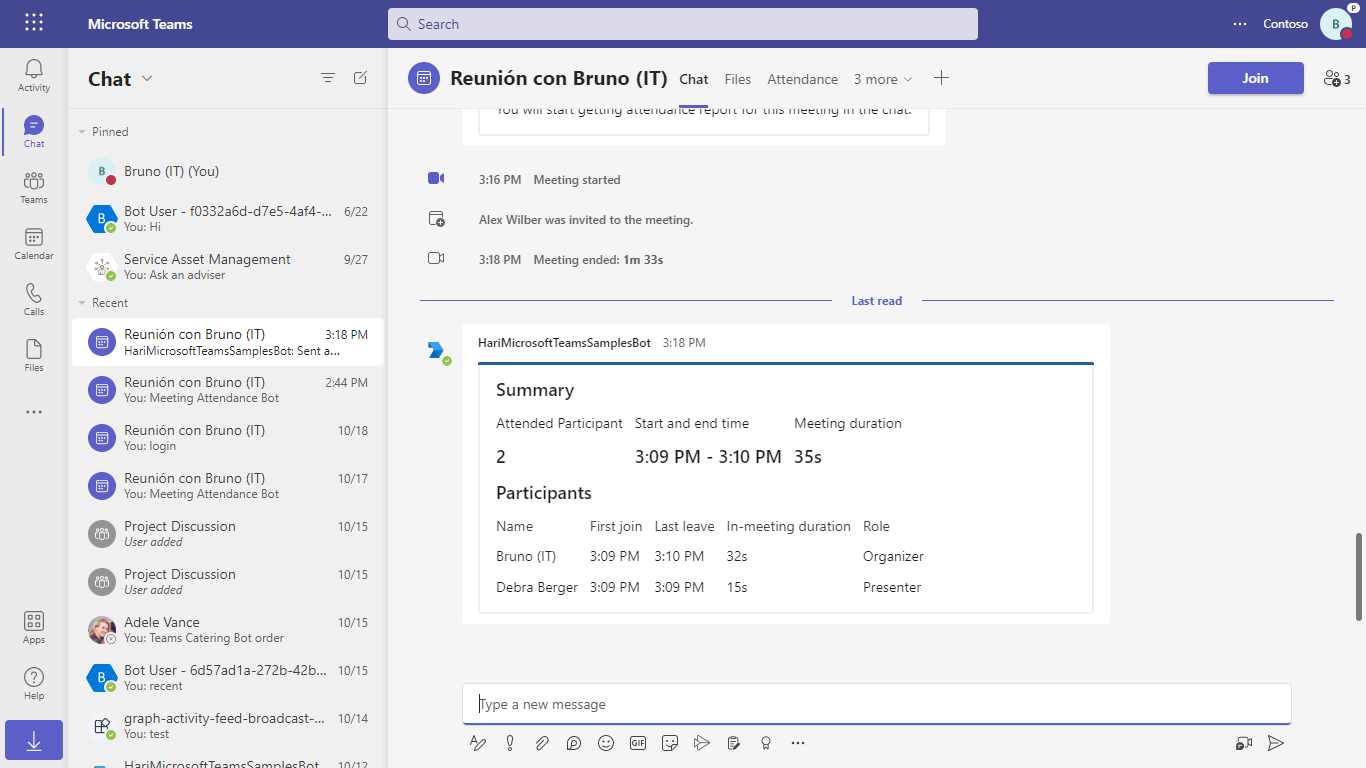 Microsoft Teams
Search
Contoso
B
P
Activity
Chat
Teams
Calendar
Calls
Files
Apps
Help
Chat
Pinned
B
Bruno (IT) (You)
B
Bot User - f0332a6d-d7e5-4af4-... 6/22
You: Hi
Service Asset Management 9/27
You: Ask an adviser
Recent
Reunión con Bruno (IT) 3:18 PM
HariMicrosoftTeamsSamplesBot: Sent a...
Reunión con Bruno (IT) 2:44 PM
You: Meeting Attendance Bot
Reunión con Bruno (IT) 10/18
You: login
Reunión con Bruno (IT) 10/17
You: Meeting Attendance Bot
Project Discussion 10/15
User added
Project Discussion 10/15
User added
Adele Vance 10/15
You: Teams Catering Bot order
B
Bot User - 6d57ad1a-272b-42b... 10/15
You: recent
graph-activity-feed-broadcast-... 10/14
You: test
HariMicrosoftTeamsSamplesBot 10/12
Reunión con Bruno (IT) Chat Files Attendance 3 more
Join
3
You will start getting attendance report for this meeting in the chat.
3:16 PM Meeting started
Alex Wilber was invited to the meeting.
3:18 PM Meeting ended: 1m 33s
Last read
HariMicrosoftTeamsSamplesBot 3:18 PM
Summary
Attended Participant Start and end time Meeting duration
2 3:09 PM - 3:10 PM 35s
Participants
Name First join Last leave In-meeting duration Role
Bruno (IT) 3:09 PM 3:10 PM 32s Organizer
Debra Berger 3:09 PM 3:09 PM 15s Presenter
Type a new message
GIF